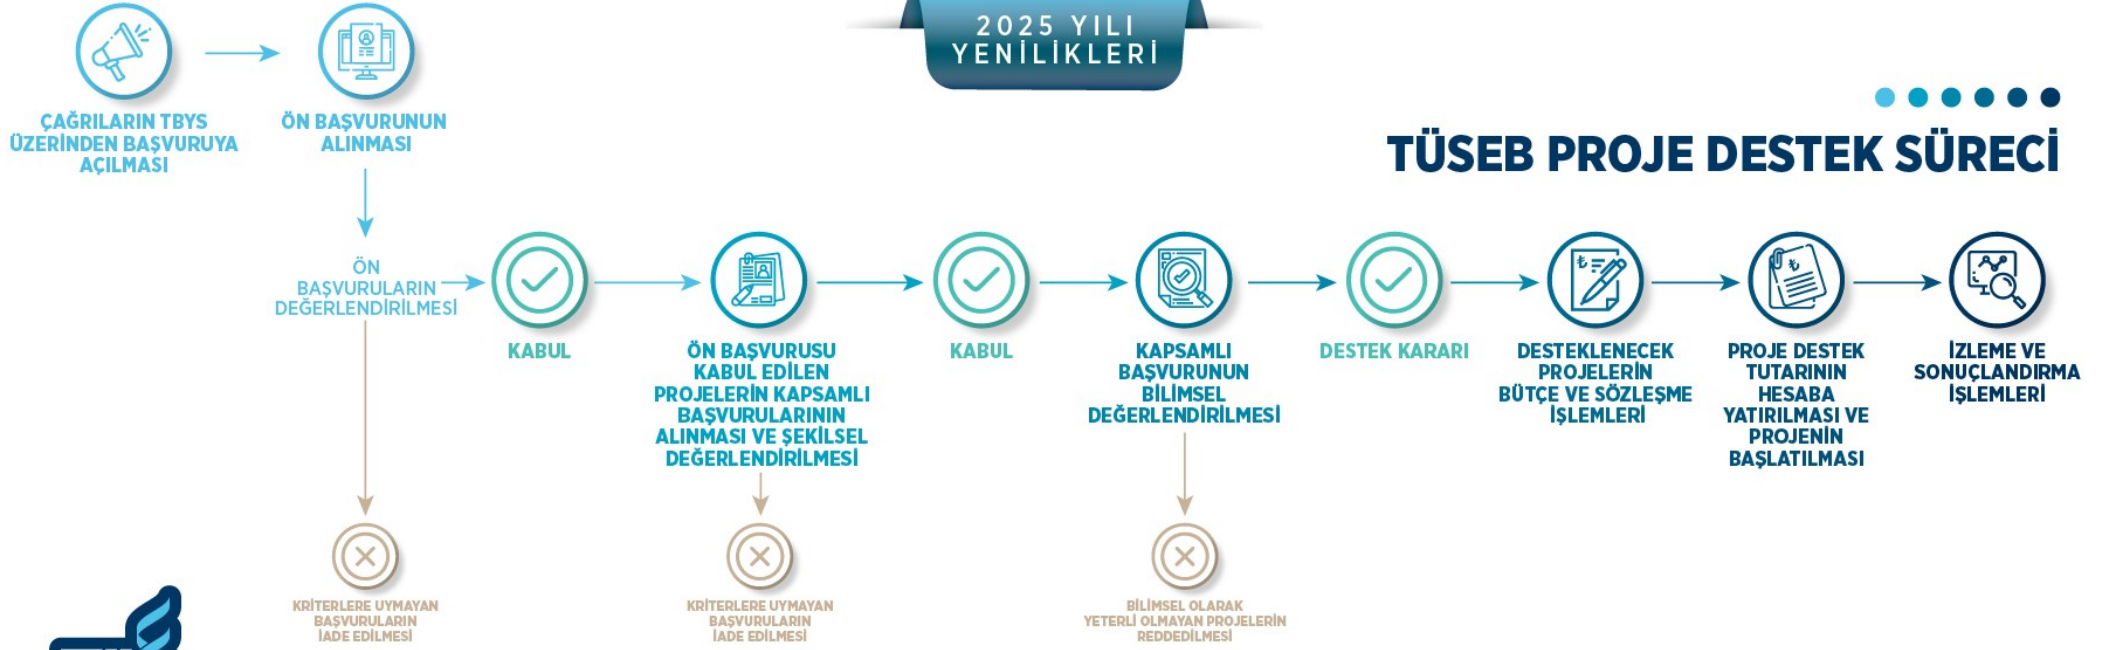 2025 YILI
YENİLİKLERİ
TÜSEB PROJE DESTEK SÜRECİ
ÇAĞRILARIN TBYS
ÜZERİNDEN BAŞVURUYA
AÇILMASI
ÖN BAŞVURUNUN
ALINMASI
ÖN
BAŞVURULARIN
DEĞERLENDİRİLMESİ
KABUL
ÖN BAŞVURUSU
KABUL EDİLEN
PROJELERİN KAPSAMLI
BAŞVURULARININ
ALINMASI VE ŞEKİLSEL
DEĞERLENDİRİLMESİ
KABUL
KAPSAMLI
BAŞVURUNUN
BİLİMSEL
DEĞERLENDİRİLMESİ
DESTEK KARARI
DESTEKLENECEK
PROJELERİN
BÜTÇE VE SÖZLEŞME
İŞLEMLERİ
PROJE DESTEK
TUTARININ
HESABA
YATIRILMASI VE
PROJENİN
BAŞLATILMASI
İZLEME VE
SONUÇLANDIRMA
İŞLEMLERİ
KRİTERLERE UYMAYAN
BAŞVURULARIN
İADE EDİLMESİ
KRİTERLERE UYMAYAN
BAŞVURULARIN
İADE EDİLMESİ
BİLİMSEL OLARAK
YETERLİ OLMAYAN PROJELERİN
REDDEDİLMESİ